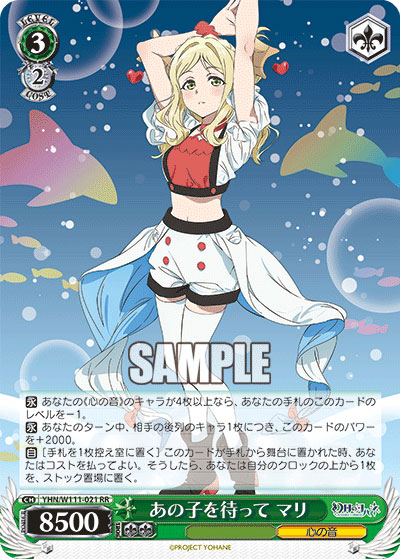 LEVEL
3
2
COST
SAMPLE
永 あなたの《心の音》のキャラが4枚以上なら、あなたの手札のこのカードの
レベルを-1。
永 あなたのターン中、相手の後列のキャラ1枚につき、このカードのパワー
を+2000。
自 [手札を1枚控え室に置く] このカードが手札から舞台に置かれた時、あな
たはコストを払ってよい。そうしたら、あなたは自分のクロックの上から1枚
を、ストック置場に置く。
CH YHN/W111-021 RR
あの子を待って マリ
8500
心の音
©PROJECT YOHANE